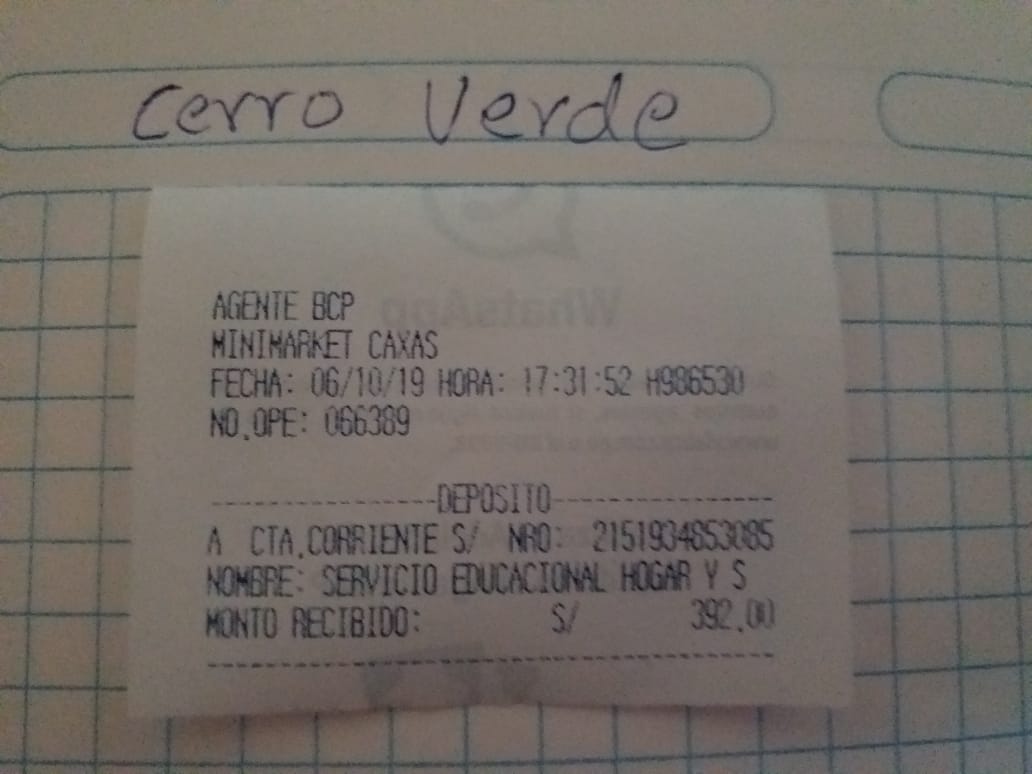 Cerro Verde
WhatsApp
AGENTE BCP
MINIMARKET CAXAS
FECHA: 06/10/19 HORA: 17:31:52 H986530
NO.OPE: 066389
----------------DEPOSITO----------------
A CTA.CORRIENTE S/ NRO: 2151934853085
NOMBRE: SERVICIO EDUCACIONAL HOGAR Y S
MONTO RECIBIDO: S/ 392.00